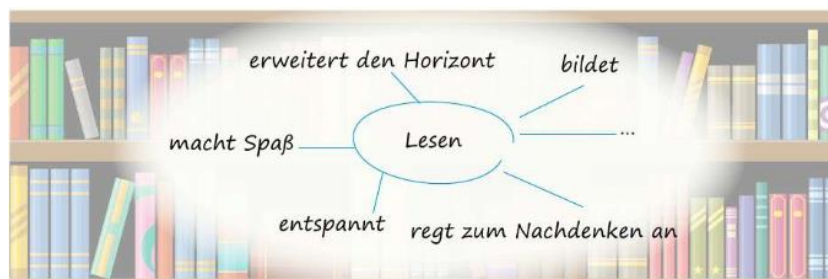 erweitert den Horizont
bildet
macht Spaß
Lesen
...
entspannt
regt zum Nachdenken an